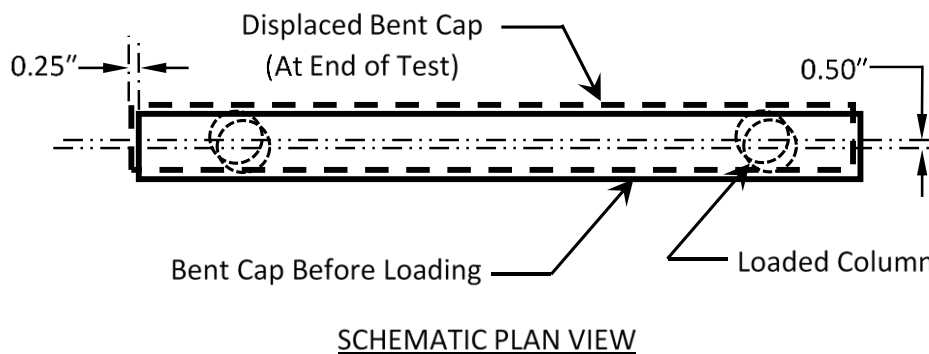 Displaced Bent Cap
(At End of Test)
0.25″
0.50″
Bent Cap Before Loading
Loaded Column
SCHEMATIC PLAN VIEW